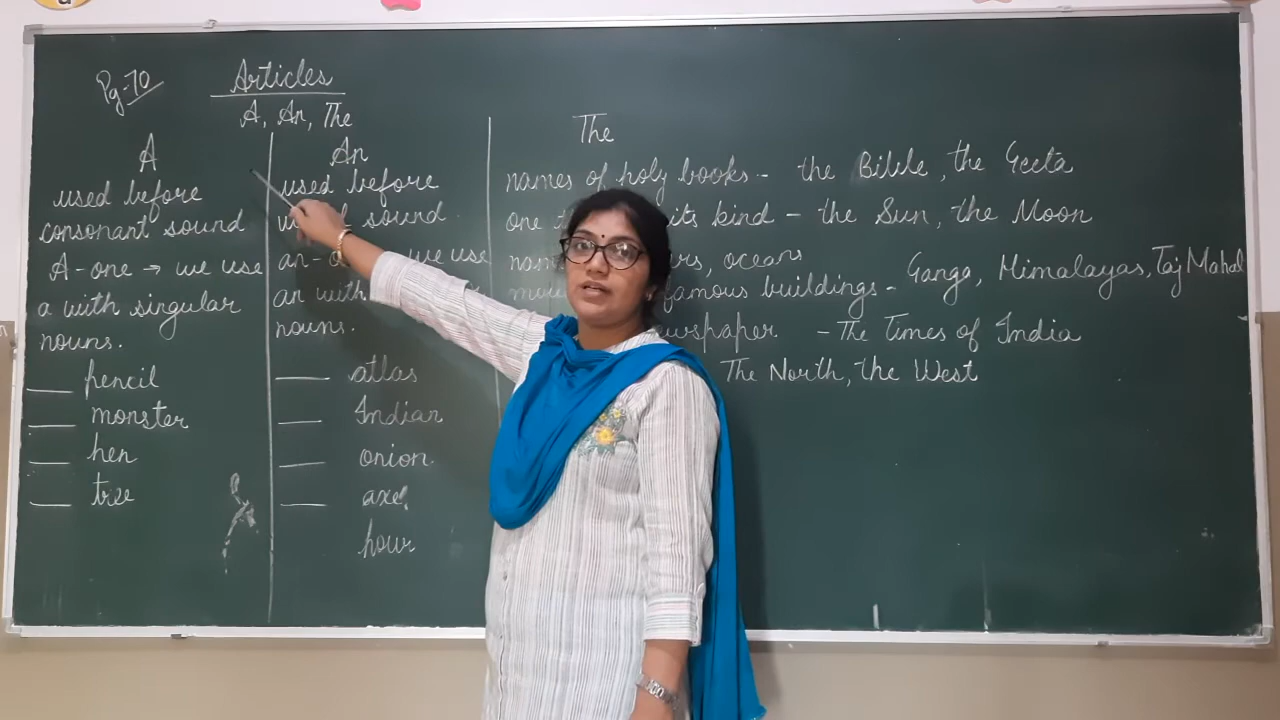 Pg-70
Articles
A, An, The
A
used before
consonant sound
A-one → we use
a with singular
nouns.
___ pencil
___ monster
___ hen
___ tree
An
used before
sound
we use
an with
nouns.
___ atlas
___ Indian
___ onion.
___ axe
hour
The
names of holy books - the Bible, the Geeta
one its kind - the Sun, the Moon
oceans
famous buildings - Ganga, Himalayas, Taj Mahal
- The Times of India
The North, the West